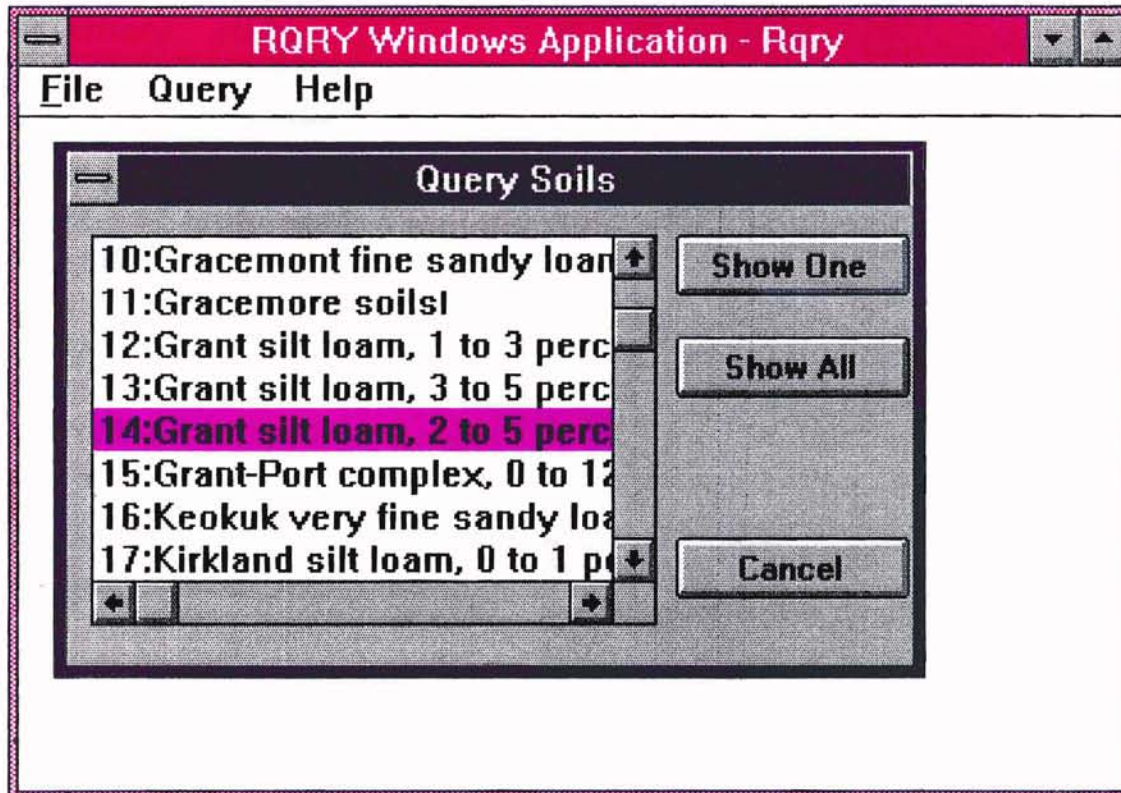 RQRY Windows Application - Rqry
File Query Help
Query Soils
10:Gracemont fine sandy loam
11:Gracemore soils
12:Grant silt loam, 1 to 3 perc
13:Grant silt loam, 3 to 5 perc
14:Grant silt loam, 2 to 5 perc
15:Grant-Port complex, 0 to 12
16:Keokuk very fine sandy loa
17:Kirkland silt loam, 0 to 1 pe
Show One
Show All
Cancel